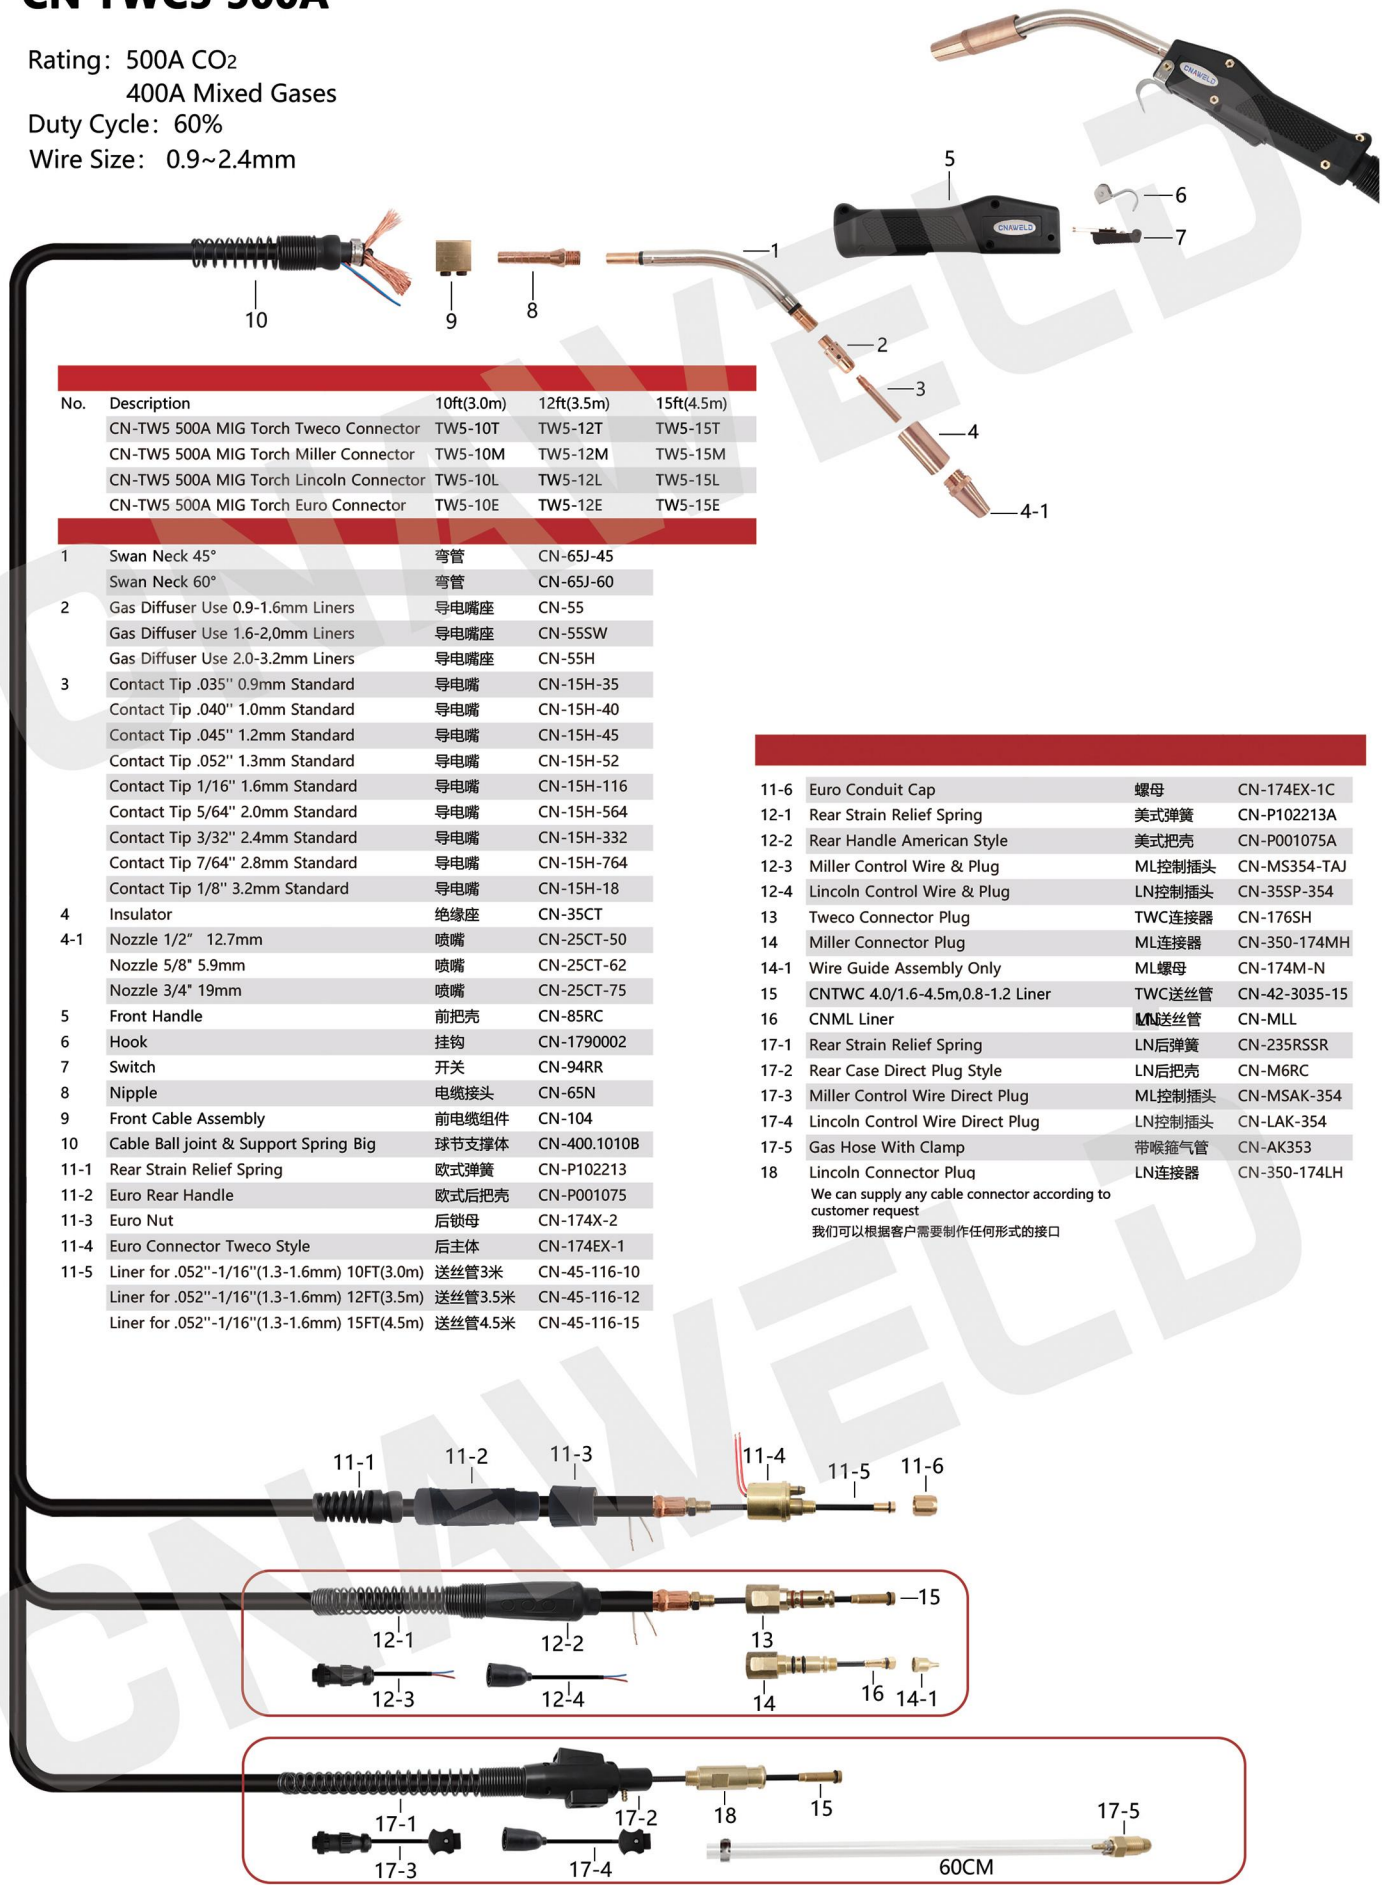 CN-TWC5 500A
Rating: 500A CO2
400A Mixed Gases
Duty Cycle: 60%
Wire Size: 0.9~2.4mm
CNAWELD
5
6
CNAWELD
7
1
10
9
8
2
3
4
4-1
No. Description 10ft(3.0m) 12ft(3.5m) 15ft(4.5m)
CN-TW5 500A MIG Torch Tweco Connector TW5-10T TW5-12T TW5-15T
CN-TW5 500A MIG Torch Miller Connector TW5-10M TW5-12M TW5-15M
CN-TW5 500A MIG Torch Lincoln Connector TW5-10L TW5-12L TW5-15L
CN-TW5 500A MIG Torch Euro Connector TW5-10E TW5-12E TW5-15E
1 Swan Neck 45° 弯管 CN-65J-45
Swan Neck 60° 弯管 CN-65J-60
2 Gas Diffuser Use 0.9-1.6mm Liners 导电嘴座 CN-55
Gas Diffuser Use 1.6-2,0mm Liners 导电嘴座 CN-55SW
Gas Diffuser Use 2.0-3.2mm Liners 导电嘴座 CN-55H
3 Contact Tip .035'' 0.9mm Standard 导电嘴 CN-15H-35
Contact Tip .040'' 1.0mm Standard 导电嘴 CN-15H-40
Contact Tip .045'' 1.2mm Standard 导电嘴 CN-15H-45
Contact Tip .052'' 1.3mm Standard 导电嘴 CN-15H-52
Contact Tip 1/16'' 1.6mm Standard 导电嘴 CN-15H-116
Contact Tip 5/64'' 2.0mm Standard 导电嘴 CN-15H-564
Contact Tip 3/32'' 2.4mm Standard 导电嘴 CN-15H-332
Contact Tip 7/64'' 2.8mm Standard 导电嘴 CN-15H-764
Contact Tip 1/8'' 3.2mm Standard 导电嘴 CN-15H-18
4 Insulator 绝缘座 CN-35CT
4-1 Nozzle 1/2″ 12.7mm 喷嘴 CN-25CT-50
Nozzle 5/8" 5.9mm 喷嘴 CN-25CT-62
Nozzle 3/4" 19mm 喷嘴 CN-25CT-75
5 Front Handle 前把壳 CN-85RC
6 Hook 挂钩 CN-1790002
7 Switch 开关 CN-94RR
8 Nipple 电缆接头 CN-65N
9 Front Cable Assembly 前电缆组件 CN-104
10 Cable Ball joint & Support Spring Big 球节支撑体 CN-400.1010B
11-1 Rear Strain Relief Spring 欧式弹簧 CN-P102213
11-2 Euro Rear Handle 欧式后把壳 CN-P001075
11-3 Euro Nut 后锁母 CN-174X-2
11-4 Euro Connector Tweco Style 后主体 CN-174EX-1
11-5 Liner for .052''-1/16''(1.3-1.6mm) 10FT(3.0m) 送丝管3米 CN-45-116-10
Liner for .052''-1/16''(1.3-1.6mm) 12FT(3.5m) 送丝管3.5米 CN-45-116-12
Liner for .052''-1/16''(1.3-1.6mm) 15FT(4.5m) 送丝管4.5米 CN-45-116-15
11-6 Euro Conduit Cap 螺母 CN-174EX-1C
12-1 Rear Strain Relief Spring 美式弹簧 CN-P102213A
12-2 Rear Handle American Style 美式把壳 CN-P001075A
12-3 Miller Control Wire & Plug ML控制插头 CN-MS354-TAJ
12-4 Lincoln Control Wire & Plug LN控制插头 CN-35SP-354
13 Tweco Connector Plug TWC连接器 CN-176SH
14 Miller Connector Plug ML连接器 CN-350-174MH
14-1 Wire Guide Assembly Only ML螺母 CN-174M-N
15 CNTWC 4.0/1.6-4.5m,0.8-1.2 Liner TWC送丝管 CN-42-3035-15
16 CNML Liner 送丝管 CN-MLL
17-1 Rear Strain Relief Spring LN后弹簧 CN-235RSSR
17-2 Rear Case Direct Plug Style LN后把壳 CN-M6RC
17-3 Miller Control Wire Direct Plug ML控制插头 CN-MSAK-354
17-4 Lincoln Control Wire Direct Plug LN控制插头 CN-LAK-354
17-5 Gas Hose With Clamp 带喉箍气管 CN-AK353
18 Lincoln Connector Plug LN连接器 CN-350-174LH
We can supply any cable connector according to
customer request
我们可以根据客户需要制作任何形式的接口
11-1 11-2 11-3 11-4 11-5 11-6
12-1 12-2 13 15
12-3 12-4 14 16 14-1
17-1 17-2 18 15 17-5
17-3 17-4 60CM
CNAWELD
CNAWELD